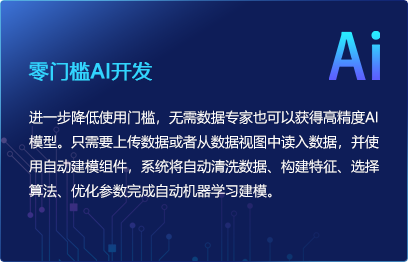 Ai
零门槛AI开发
进一步降低使用门槛，无需数据专家也可以获得高精度AI
模型。只需要上传数据或者从数据视图中读入数据，并使
用自动建模组件，系统将自动清洗数据、构建特征、选择
算法、优化参数完成自动机器学习建模。